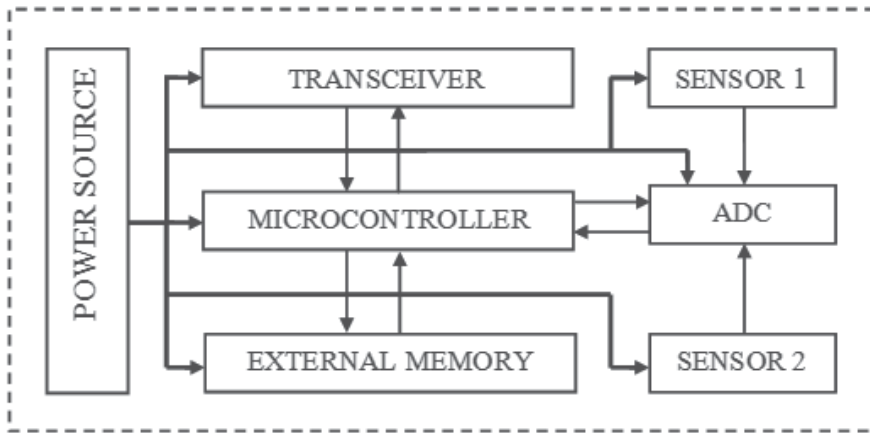 POWER SOURCE
TRANSCEIVER
SENSOR 1
MICROCONTROLLER
ADC
EXTERNAL MEMORY
SENSOR 2